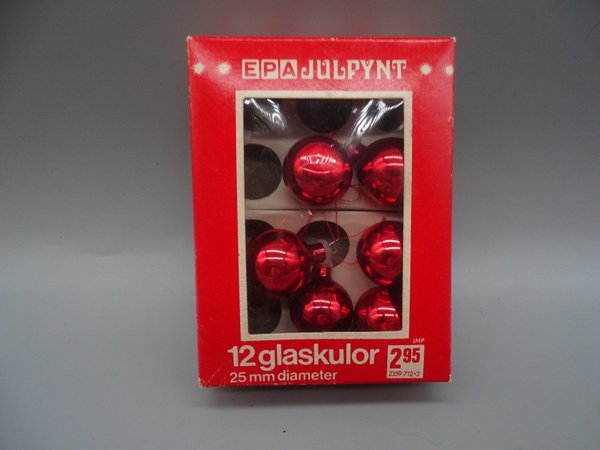 EPA JULPYNT
IMP
12 glaskulor
2.95
25 mm diameter
2359 712-2